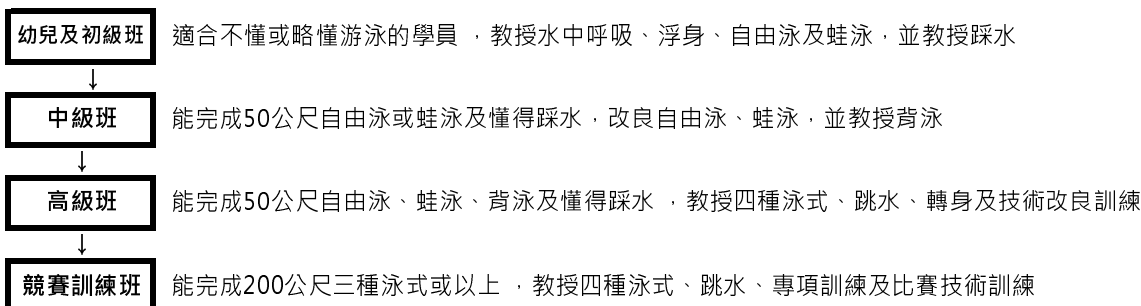 幼兒及初級班 適合不懂或略懂游泳的學員 ，教授水中呼吸、浮身、自由泳及蛙泳，並教授踩水
↓
中級班 能完成50公尺自由泳或蛙泳及懂得踩水，改良自由泳、蛙泳，並教授背泳
↓
高級班 能完成50公尺自由泳、蛙泳、背泳及懂得踩水 ，教授四種泳式、跳水、轉身及技術改良訓練
↓
競賽訓練班 能完成200公尺三種泳式或以上 ，教授四種泳式、跳水、專項訓練及比賽技術訓練